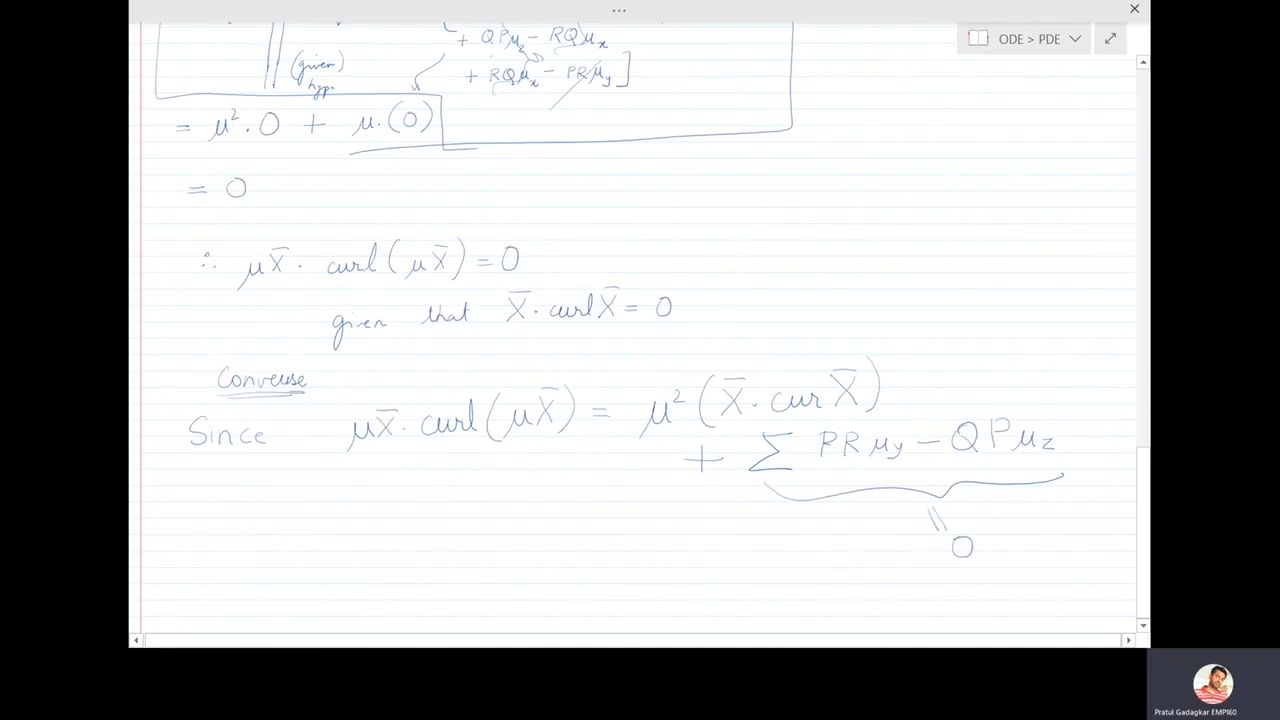 ODE > PDE
+ QPμz − RQμx
(given hyp.
+ RQμx − PRμy ]
= μ² · 0 + μ·(0)
= 0
∴ μX̄ · curl(μX̄) = 0
given that X̄ · curl X̄ = 0
Converse
Since μX̄ · curl(μX̄) = μ² (X̄ · cur X̄)
+ Σ PRμy − QPμz
0
Pratul Gadagkar EMP160